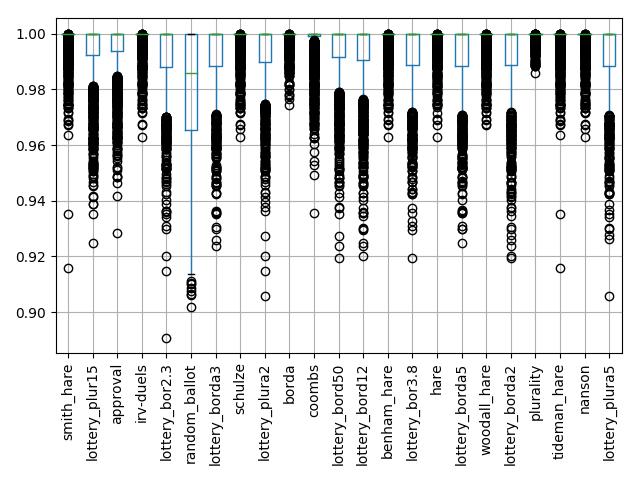 1.00
0.98
0.96
0.94
0.92
0.90
smith_hare
lottery_plur15
approval
irv-duels
lottery_bor2.3
random_ballot
lottery_borda3
schulze
lottery_plura2
borda
coombs
lottery_bord50
lottery_bord12
benham_hare
lottery_bor3.8
hare
lottery_borda5
woodall_hare
lottery_borda2
plurality
tideman_hare
nanson
lottery_plura5